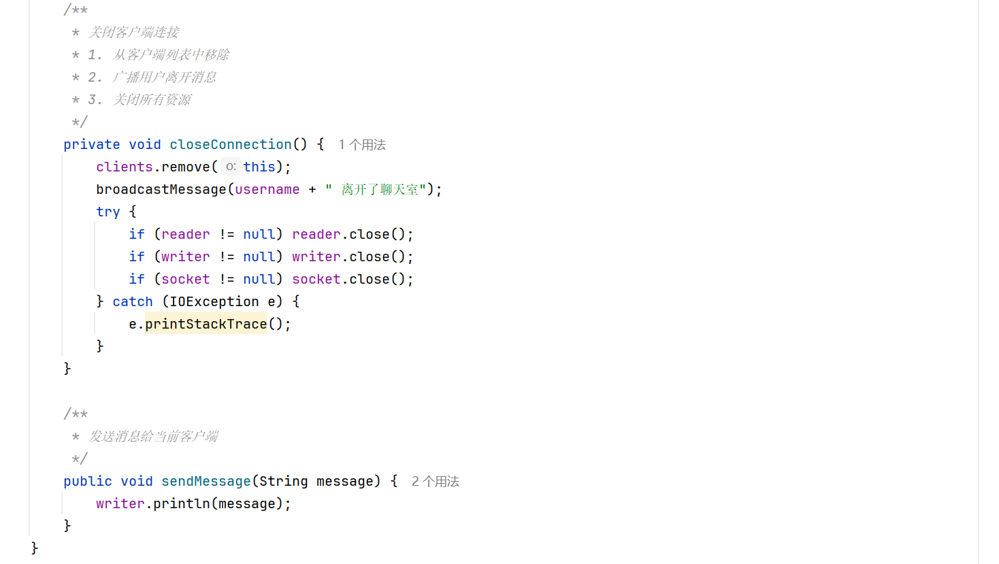 /**
 * 关闭客户端连接
 * 1. 从客户端列表中移除
 * 2. 广播用户离开消息
 * 3. 关闭所有资源
 */
private void closeConnection() { 1 个用法
    clients.remove( o: this);
    broadcastMessage(username + " 离开了聊天室");
    try {
        if (reader != null) reader.close();
        if (writer != null) writer.close();
        if (socket != null) socket.close();
    } catch (IOException e) {
        e.printStackTrace();
    }
}
/**
 * 发送消息给当前客户端
 */
public void sendMessage(String message) { 2 个用法
    writer.println(message);
}
}